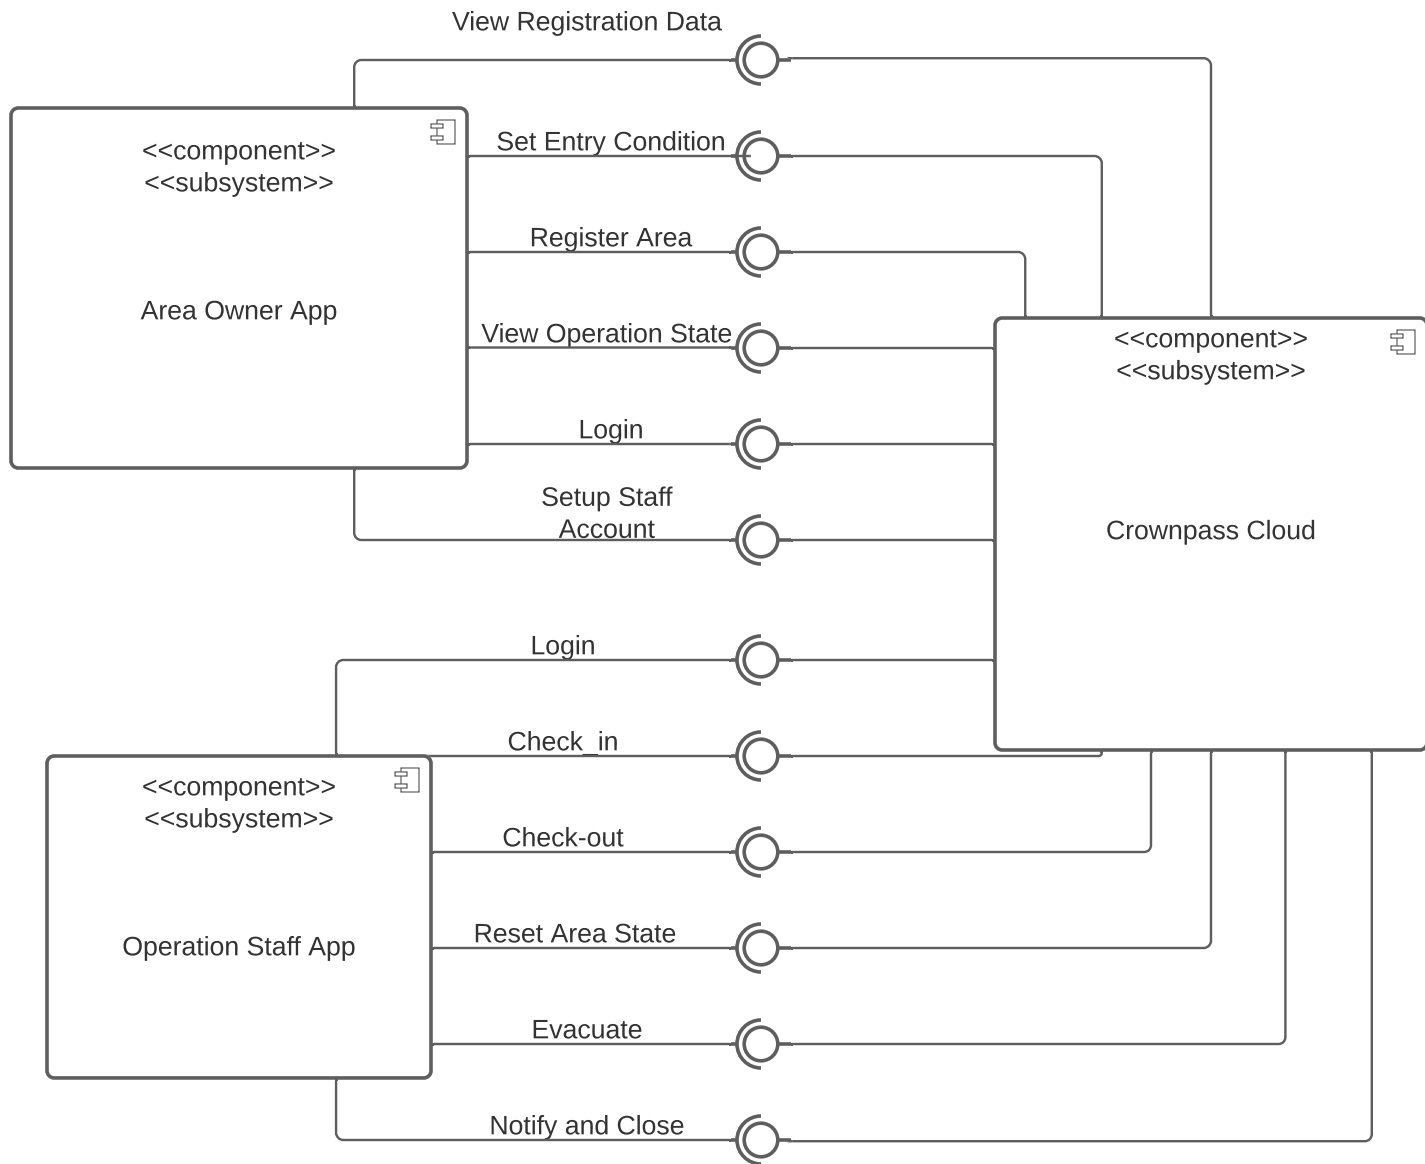 View Registration Data
<<component>>
<<subsystem>>
Area Owner App
Set Entry Condition
Register Area
View Operation State
Login
Setup Staff
Account
<<component>>
<<subsystem>>
Crownpass Cloud
Login
Check_in
<<component>>
<<subsystem>>
Operation Staff App
Check-out
Reset Area State
Evacuate
Notify and Close